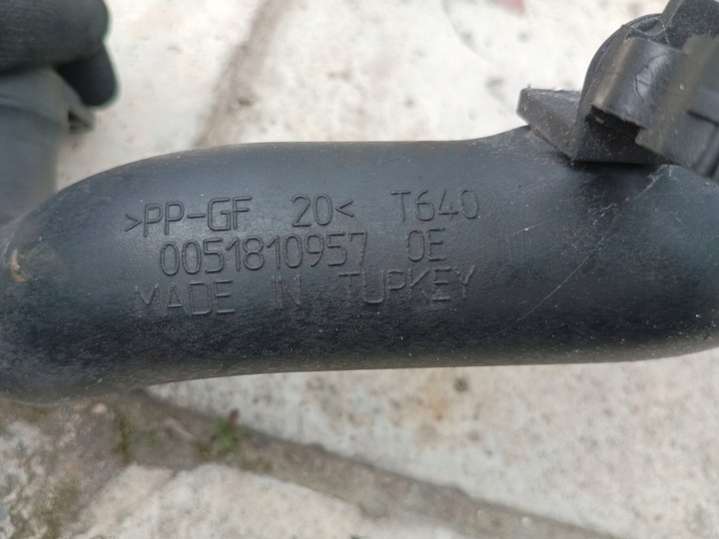 >PP-GF 20< T640
0051810957 0E
MADE IN TURKEY